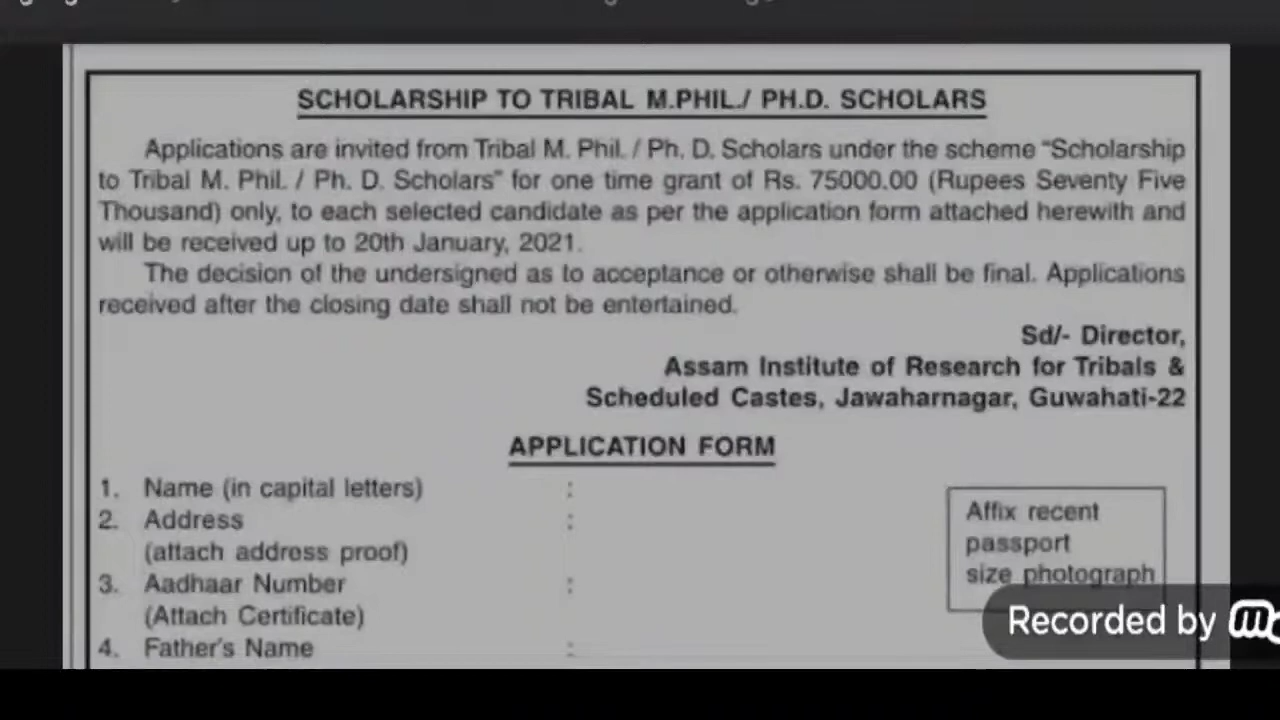 SCHOLARSHIP TO TRIBAL M.PHIL./ PH.D. SCHOLARS
Applications are invited from Tribal M. Phil. / Ph. D. Scholars under the scheme “Scholarship
to Tribal M. Phil. / Ph. D. Scholars” for one time grant of Rs. 75000.00 (Rupees Seventy Five
Thousand) only, to each selected candidate as per the application form attached herewith and
will be received up to 20th January, 2021.
The decision of the undersigned as to acceptance or otherwise shall be final. Applications
received after the closing date shall not be entertained.
Sd/- Director,
Assam Institute of Research for Tribals &
Scheduled Castes, Jawaharnagar, Guwahati-22
APPLICATION FORM
1. Name (in capital letters) :
2. Address :
(attach address proof)
3. Aadhaar Number :
(Attach Certificate)
4. Father's Name :
Affix recent
passport
size photograph
Recorded by